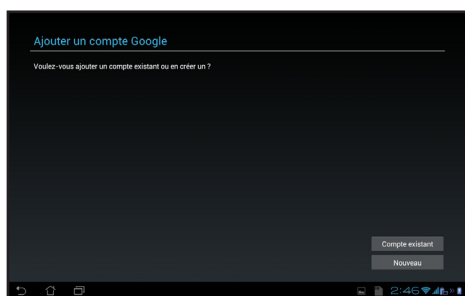 Ajouter un compte Google
Voulez-vous ajouter un compte existant ou en créer un ?
Compte existant
Nouveau
2:46